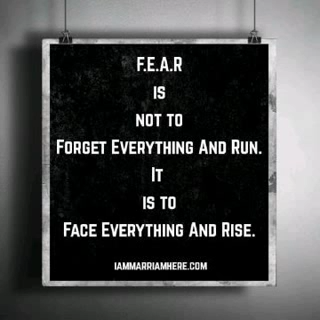 F.E.A.R
is
not to
Forget Everything And Run.
It
is to
Face Everything And Rise.
iammarriamhere.com